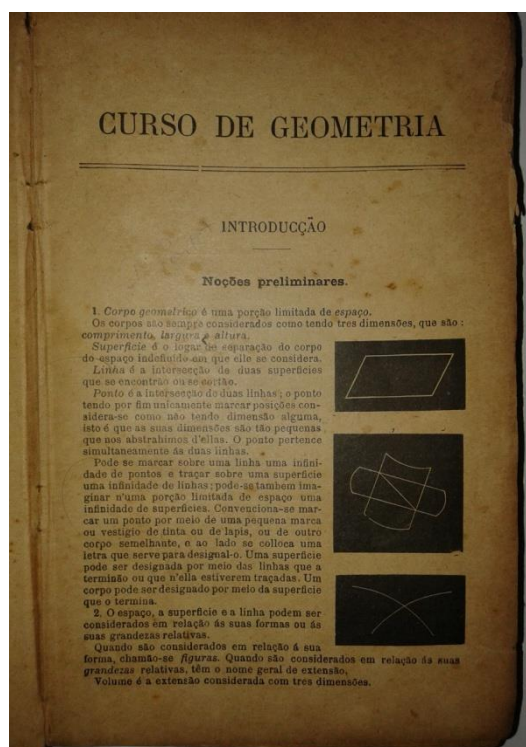 CURSO DE GEOMETRIA
INTRODUCÇÃO
Noções preliminares.
1. Corpo geometrico é uma porção limitada de espaço.
Os corpos são sempre considerados como tendo tres dimensões, que são :
comprimento, largura e altura.
Superficie é o logar de separação do corpo
do espaço indefinido em que elle se considera.
Linha é a intersecção de duas superficies
que se encontrão ou se cortão.
Ponto é a intersecção de duas linhas ; o ponto
tendo por fim unicamente marcar posições con-
sidera-se como não tendo dimensão alguma,
isto é que as suas dimensões são tão pequenas
que nos abstrahimos d'ellas. O ponto pertence
simultaneamente ás duas linhas.
Pode se marcar sobre uma linha uma infini-
dade de pontos e traçar sobre uma superficie
uma infinidade de linhas ; pode-se tambem ima-
ginar n'uma porção limitada de espaço uma
infinidade de superficies. Convenciona-se mar-
car um ponto por meio de uma pequena marca
ou vestigio de tinta ou de lapis, ou de outro
corpo semelhante, e ao lado se colloca uma
letra que serve para designal-o. Uma superficie
pode ser designada por meio das linhas que a
terminão ou que n'ella estiverem traçadas. Um
corpo pode ser designado por meio da superficie
que o termina.
2. O espaço, a superficie e a linha podem ser
considerados em relação ás suas formas ou ás
suas grandezas relativas.
Quando são considerados em relação á sua
forma, chamão-se figuras. Quando são considerados em relação ás suas
grandezas relativas, têm o nome geral de extensão,
Volume é a extensão considerada com tres dimensões.